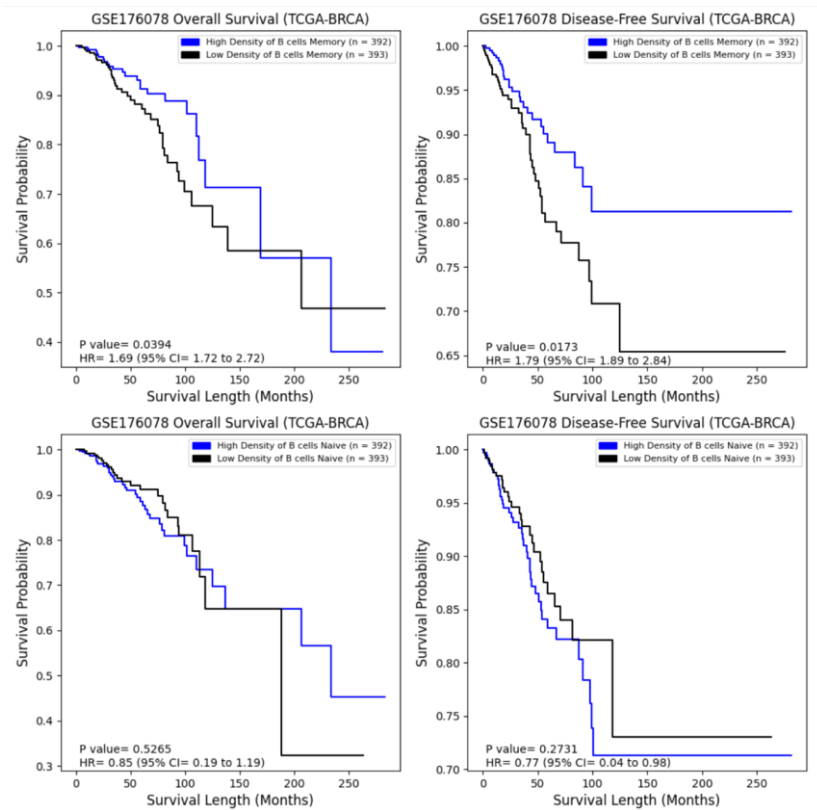 GSE176078 Overall Survival (TCGA-BRCA)
High Density of B cells Memory (n = 392)
Low Density of B cells Memory (n = 393)
Survival Probability
1.0
0.9
0.8
0.7
0.6
0.5
0.4
P value= 0.0394
HR= 1.69 (95% CI= 1.72 to 2.72)
0
50
100
150
200
250
Survival Length (Months)
GSE176078 Disease-Free Survival (TCGA-BRCA)
High Density of B cells Memory (n = 392)
Low Density of B cells Memory (n = 393)
Survival Probability
1.00
0.95
0.90
0.85
0.80
0.75
0.70
0.65
P value= 0.0173
HR= 1.79 (95% CI= 1.89 to 2.84)
0
50
100
150
200
250
Survival Length (Months)
GSE176078 Overall Survival (TCGA-BRCA)
High Density of B cells Naive (n = 392)
Low Density of B cells Naive (n = 393)
Survival Probability
1.0
0.9
0.8
0.7
0.6
0.5
0.4
0.3
P value= 0.5265
HR= 0.85 (95% CI= 0.19 to 1.19)
0
50
100
150
200
250
Survival Length (Months)
GSE176078 Disease-Free Survival (TCGA-BRCA)
High Density of B cells Naive (n = 392)
Low Density of B cells Naive (n = 393)
Survival Probability
1.00
0.95
0.90
0.85
0.80
0.75
0.70
P value= 0.2731
HR= 0.77 (95% CI= 0.04 to 0.98)
0
50
100
150
200
250
Survival Length (Months)